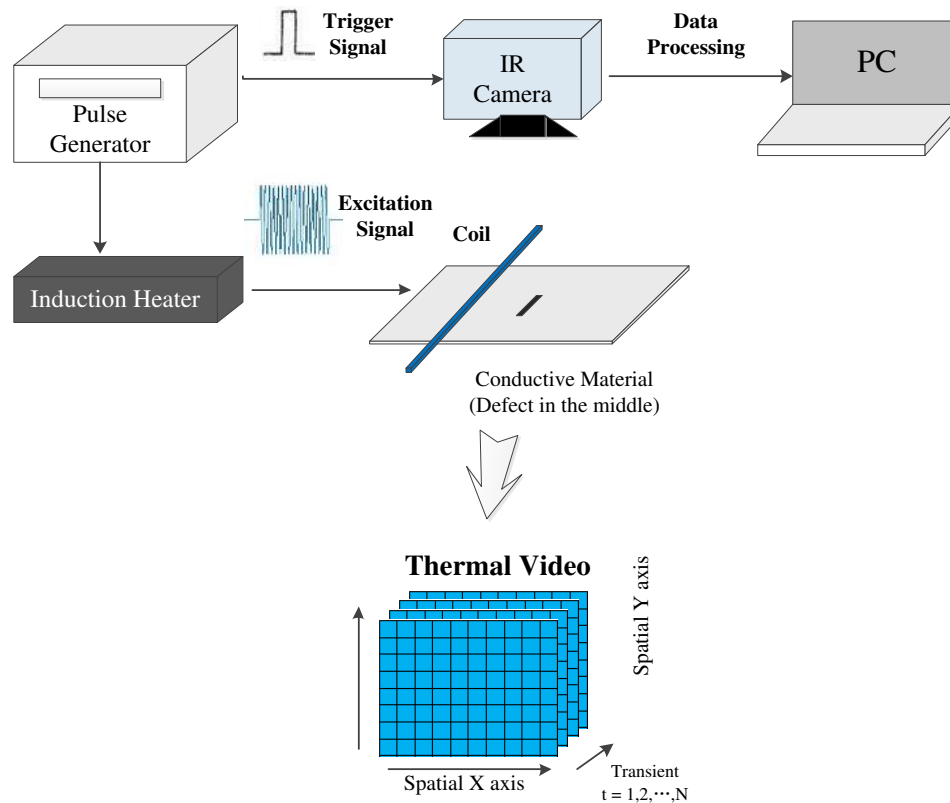 Trigger
Signal
Data
Processing
IR
Camera
PC
Pulse
Generator
Excitation
Signal
Coil
Induction Heater
Conductive Material
(Defect in the middle)
Thermal Video
Spatial Y axis
Spatial X axis
Transient
t = 1,2,⋯,N